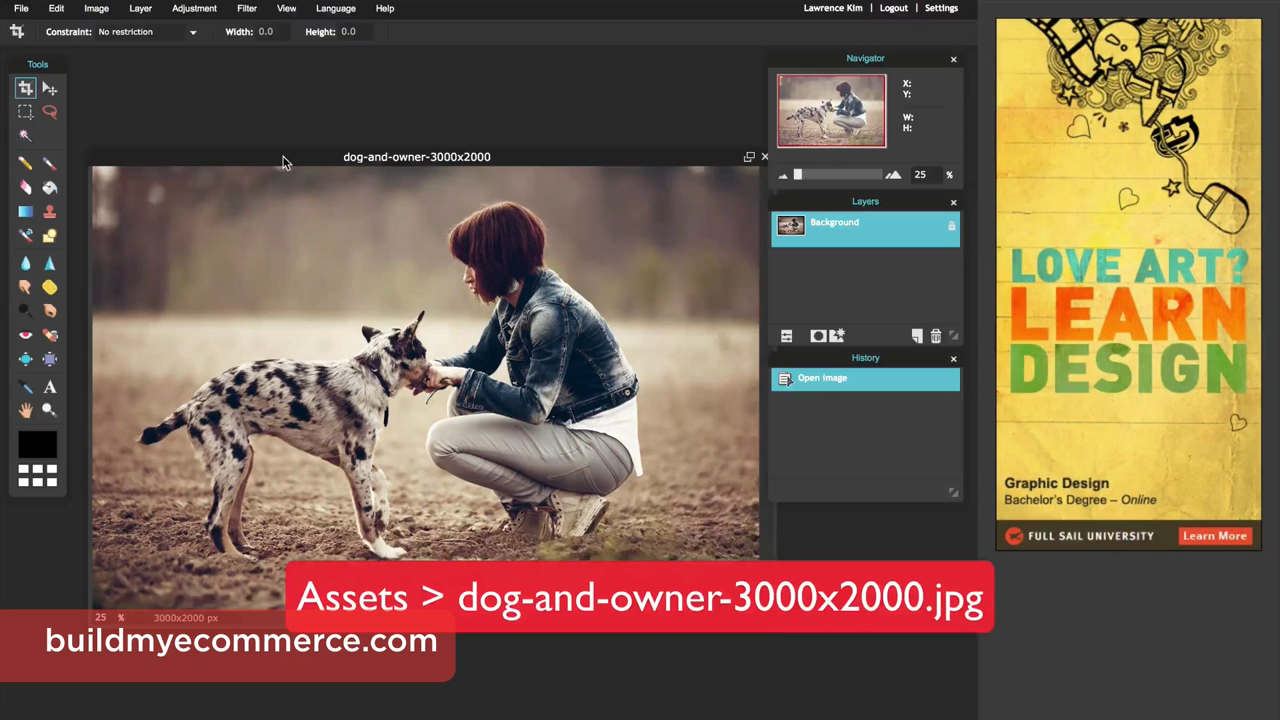 File Edit Image Layer Adjustment Filter View Language Help
Lawrence Kim Logout Settings
Constraint: No restriction Width: 0.0 Height: 0.0
Tools
dog-and-owner-3000x2000
25 % 3000x2000 px
Navigator
X:
Y:
W:
H:
25 %
Layers
Background
History
Open image
LOVE ART?
LEARN
DESIGN
Graphic Design
Bachelor's Degree – Online
FULL SAIL UNIVERSITY Learn More
Assets > dog-and-owner-3000x2000.jpg
buildmyecommerce.com